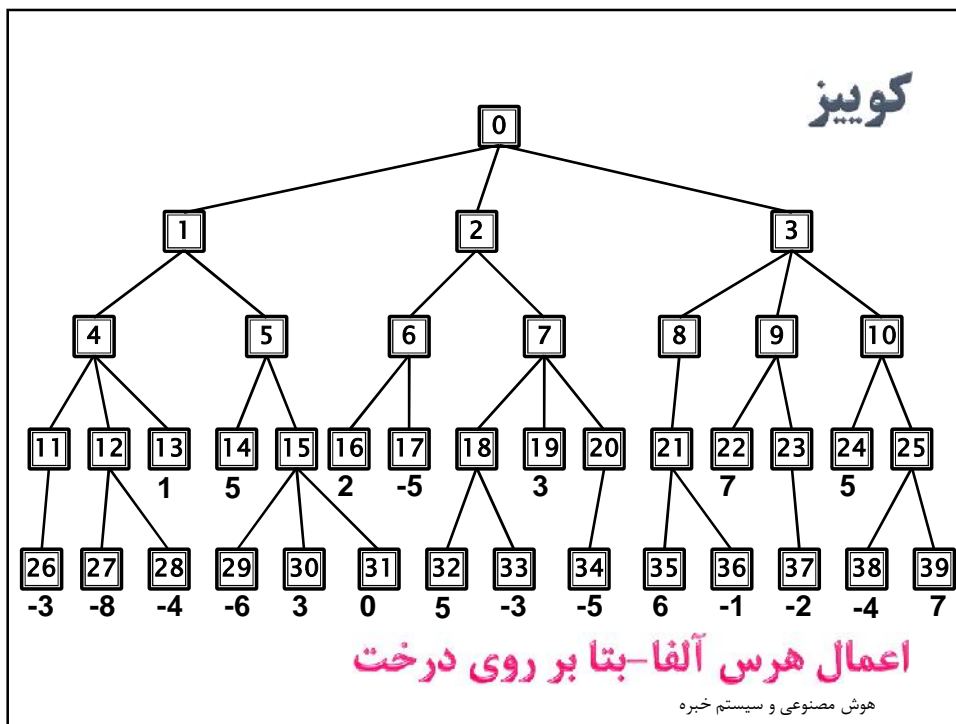 کوییز
0
1 2 3
4 5 6 7 8 9 10
11 12 13 14 15 16 17 18 19 20 21 22 23 24 25
1 5 2 -5 3 7 5
26 27 28 29 30 31 32 33 34 35 36 37 38 39
-3 -8 -4 -6 3 0 5 -3 -5 6 -1 -2 -4 7
اعمال هرس آلفا-بتا بر روی درخت
هوش مصنوعی و سیستم خبره